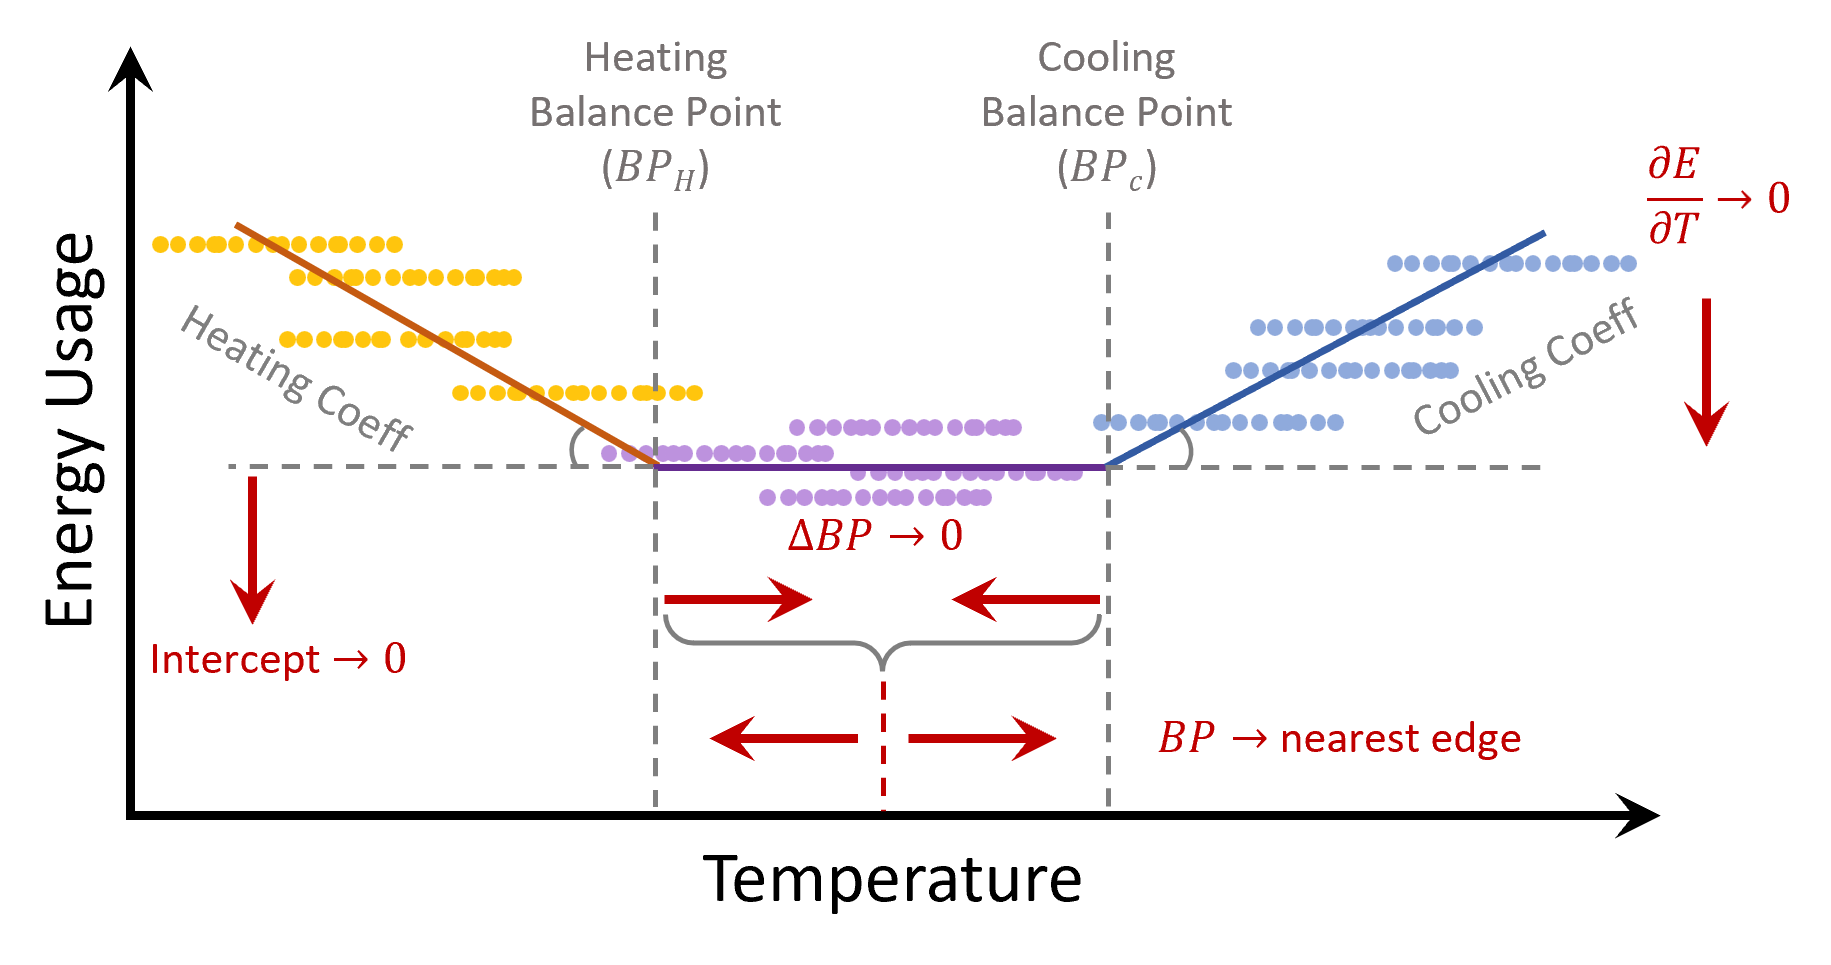 Heating
Balance Point
(BP_H)
Cooling
Balance Point
(BP_c)
∂E
∂T → 0
Energy Usage
Heating Coeff
Cooling Coeff
ΔBP → 0
Intercept → 0
BP → nearest edge
Temperature